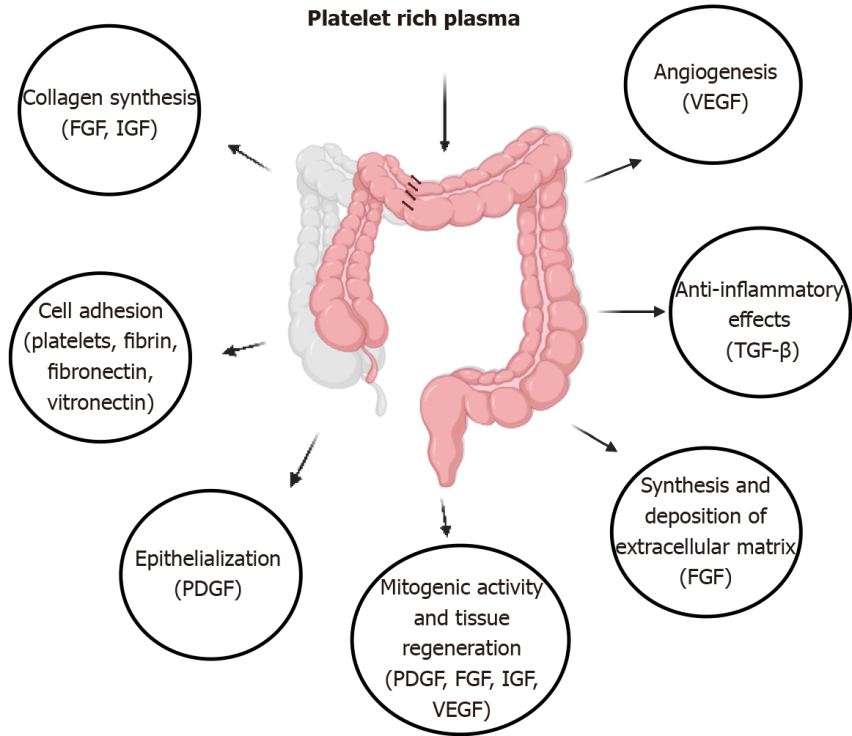 Platelet rich plasma
Collagen synthesis
(FGF, IGF)
Angiogenesis
(VEGF)
Cell adhesion
(platelets, fibrin,
fibronectin,
vitronectin)
Anti-inflammatory
effects
(TGF-β)
Epithelialization
(PDGF)
Mitogenic activity
and tissue
regeneration
(PDGF, FGF, IGF,
VEGF)
Synthesis and
deposition of
extracellular matrix
(FGF)